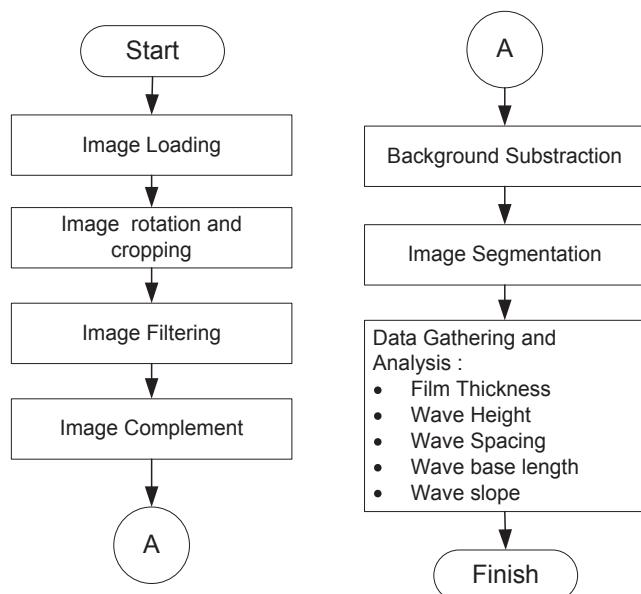 Start
Image Loading
Image rotation and
cropping
Image Filtering
Image Complement
A
A
Background Substraction
Image Segmentation
Data Gathering and
Analysis :
• Film Thickness
• Wave Height
• Wave Spacing
• Wave base length
• Wave slope
Finish